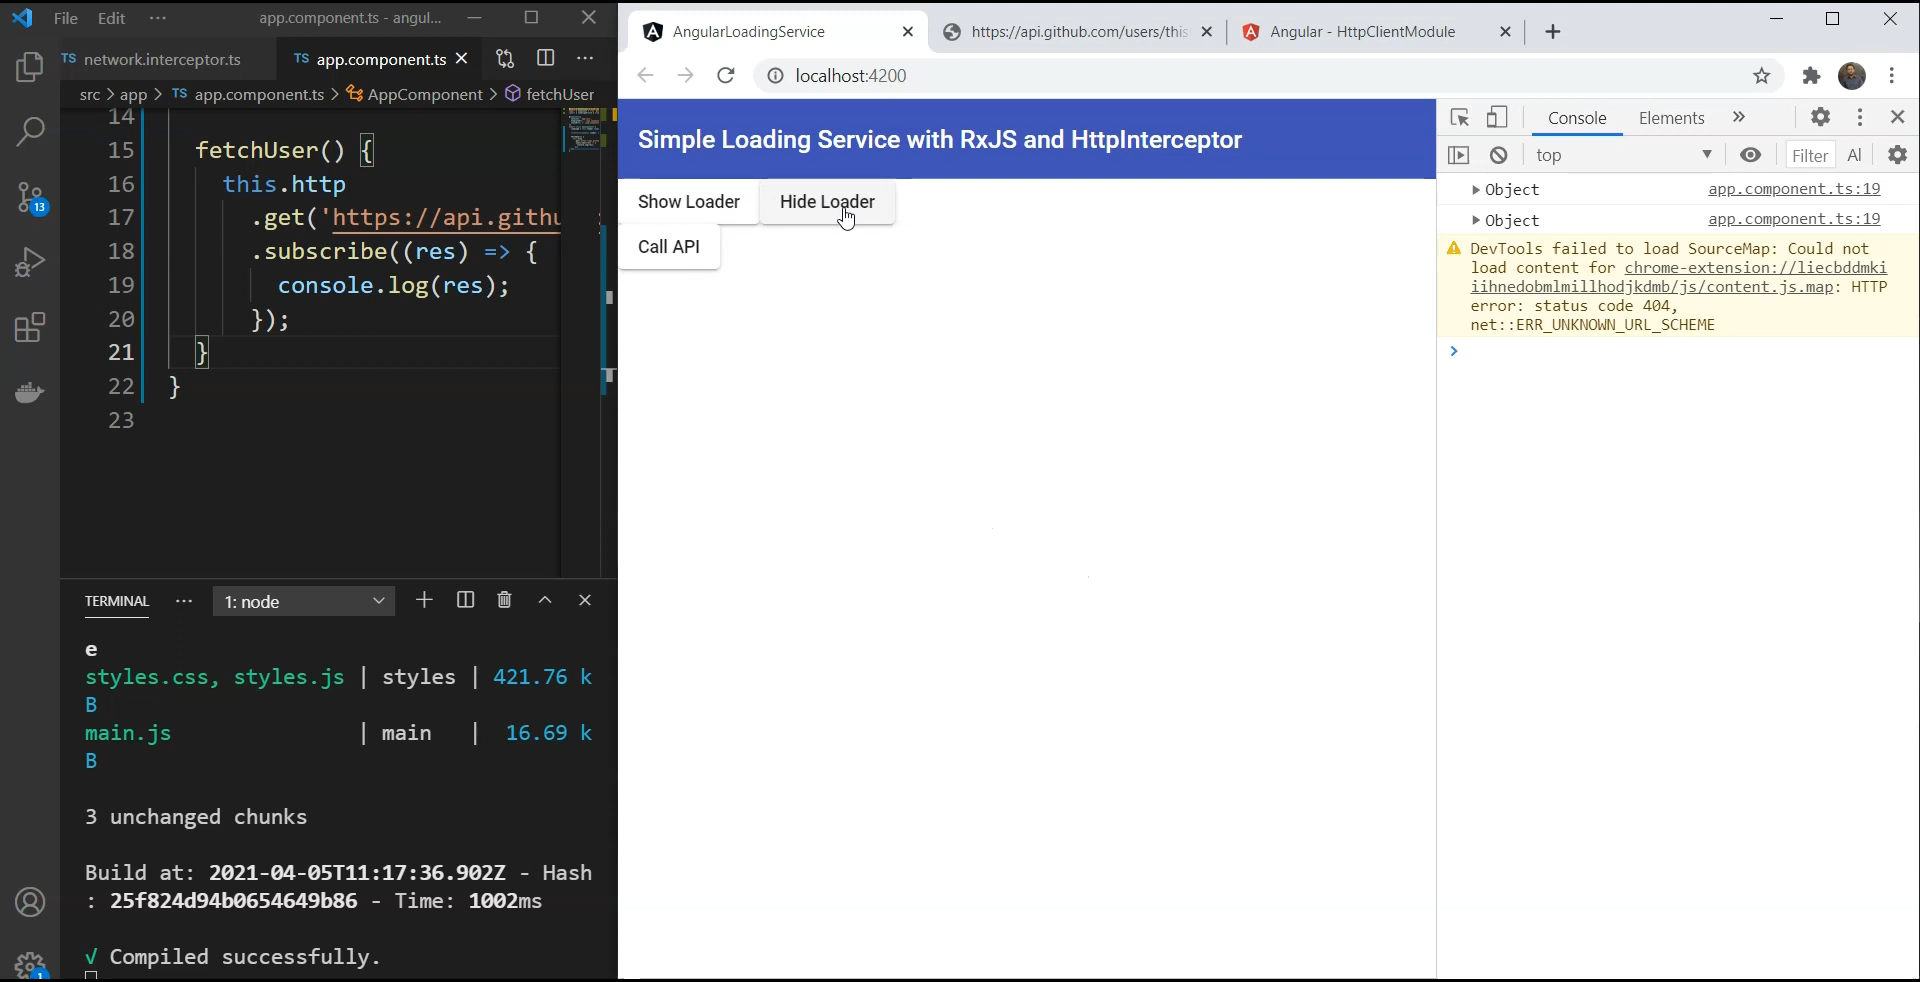 File Edit ··· app.component.ts - angul...
TS network.interceptor.ts TS app.component.ts
src > app > TS app.component.ts > AppComponent > fetchUser
14
15 fetchUser() {
16 this.http
17 .get('https://api.githu
18 .subscribe((res) => {
19 console.log(res);
20 });
21 }
22 }
23
13
1
TERMINAL ··· 1: node
e
styles.css, styles.js | styles | 421.76 k
B
main.js | main | 16.69 k
B
3 unchanged chunks
Build at: 2021-04-05T11:17:36.902Z - Hash
: 25f824d94b0654649b86 - Time: 1002ms
√ Compiled successfully.
AngularLoadingService https://api.github.com/users/this Angular - HttpClientModule
localhost:4200
Simple Loading Service with RxJS and HttpInterceptor
Show Loader Hide Loader
Call API
Console Elements »
top Filter Al
Object app.component.ts:19
Object app.component.ts:19
DevTools failed to load SourceMap: Could not
load content for chrome-extension://liecbddmki
iihnedobmlmillhodjkdmb/js/content.js.map: HTTP
error: status code 404,
net::ERR_UNKNOWN_URL_SCHEME